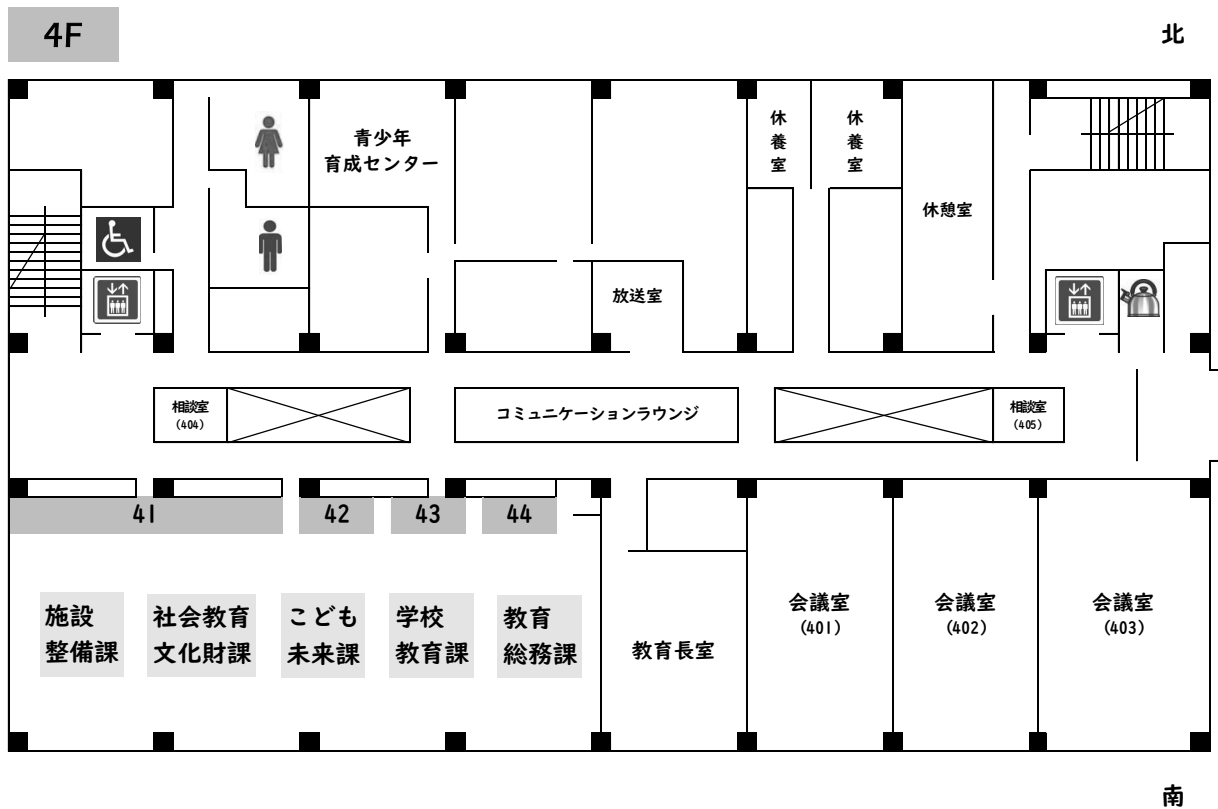 4F
北
青少年
育成センター
休
養
室
休
養
室
休憩室
放送室
相談室
(404)
コミュニケーションラウンジ
相談室
(405)
41
42
43
44
施設
整備課
社会教育
文化財課
こども
未来課
学校
教育課
教育
総務課
教育長室
会議室
(401)
会議室
(402)
会議室
(403)
南